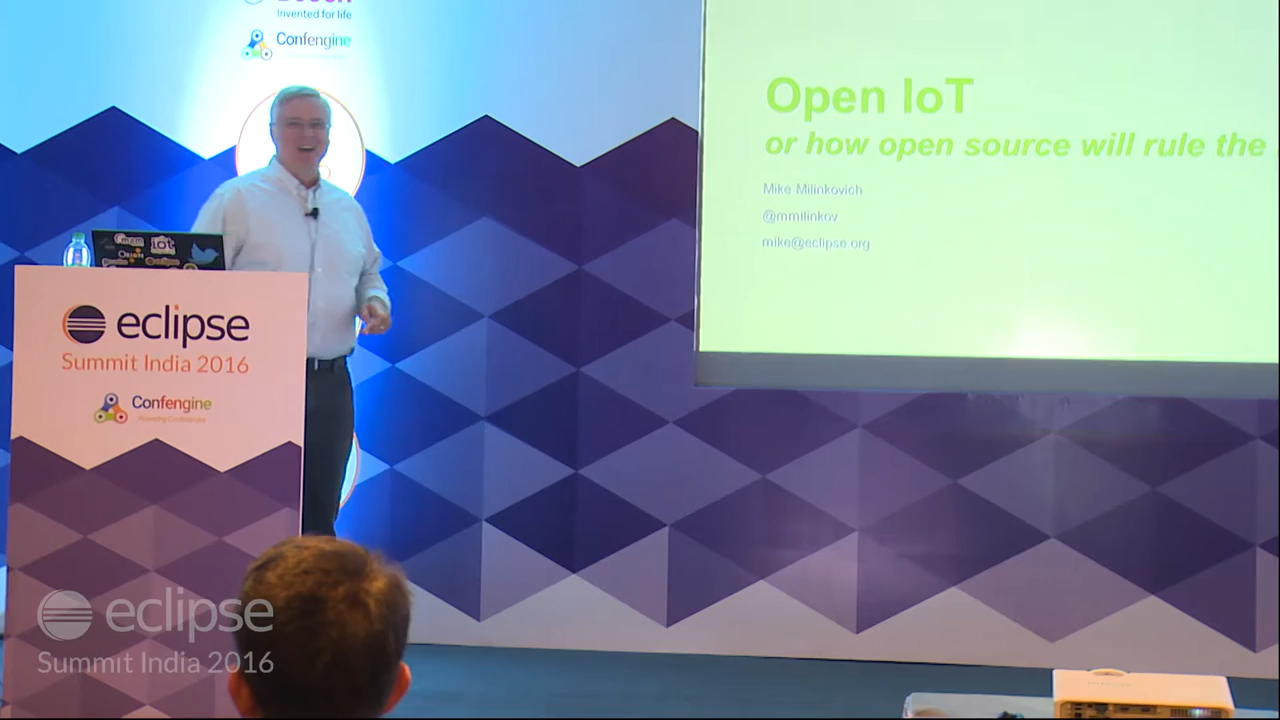 Invented for life
Confengine
Open IoT
or how open source will rule the
Mike Milinkovich
@mmilinkov
mike@eclipse.org
iot
eclipse
Summit India 2016
Confengine
eclipse
Summit India 2016